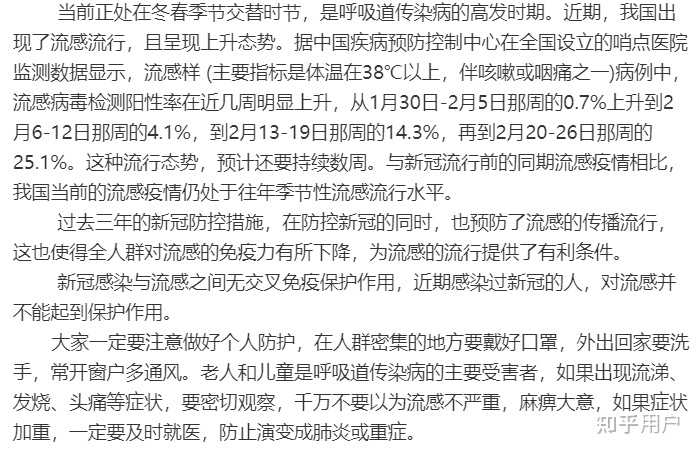 当前正处在冬春季节交替时节，是呼吸道传染病的高发时期。近期，我国出
现了流感流行，且呈现上升态势。据中国疾病预防控制中心在全国设立的哨点医院
监测数据显示，流感样 (主要指标是体温在38℃以上，伴咳嗽或咽痛之一)病例中，
流感病毒检测阳性率在近几周明显上升，从1月30日-2月5日那周的0.7%上升到2
月6-12日那周的4.1%，到2月13-19日那周的14.3%，再到2月20-26日那周的
25.1%。这种流行态势，预计还要持续数周。与新冠流行前的同期流感疫情相比，
我国当前的流感疫情仍处于往年季节性流感流行水平。
过去三年的新冠防控措施，在防控新冠的同时，也预防了流感的传播流行，
这也使得全人群对流感的免疫力有所下降，为流感的流行提供了有利条件。
新冠感染与流感之间无交叉免疫保护作用，近期感染过新冠的人，对流感并
不能起到保护作用。
大家一定要注意做好个人防护，在人群密集的地方要戴好口罩，外出回家要洗
手，常开窗户多通风。老人和儿童是呼吸道传染病的主要受害者，如果出现流涕、
发烧、头痛等症状，要密切观察，千万不要以为流感不严重，麻痹大意，如果症状
加重，一定要及时就医，防止演变成肺炎或重症。
知乎用户